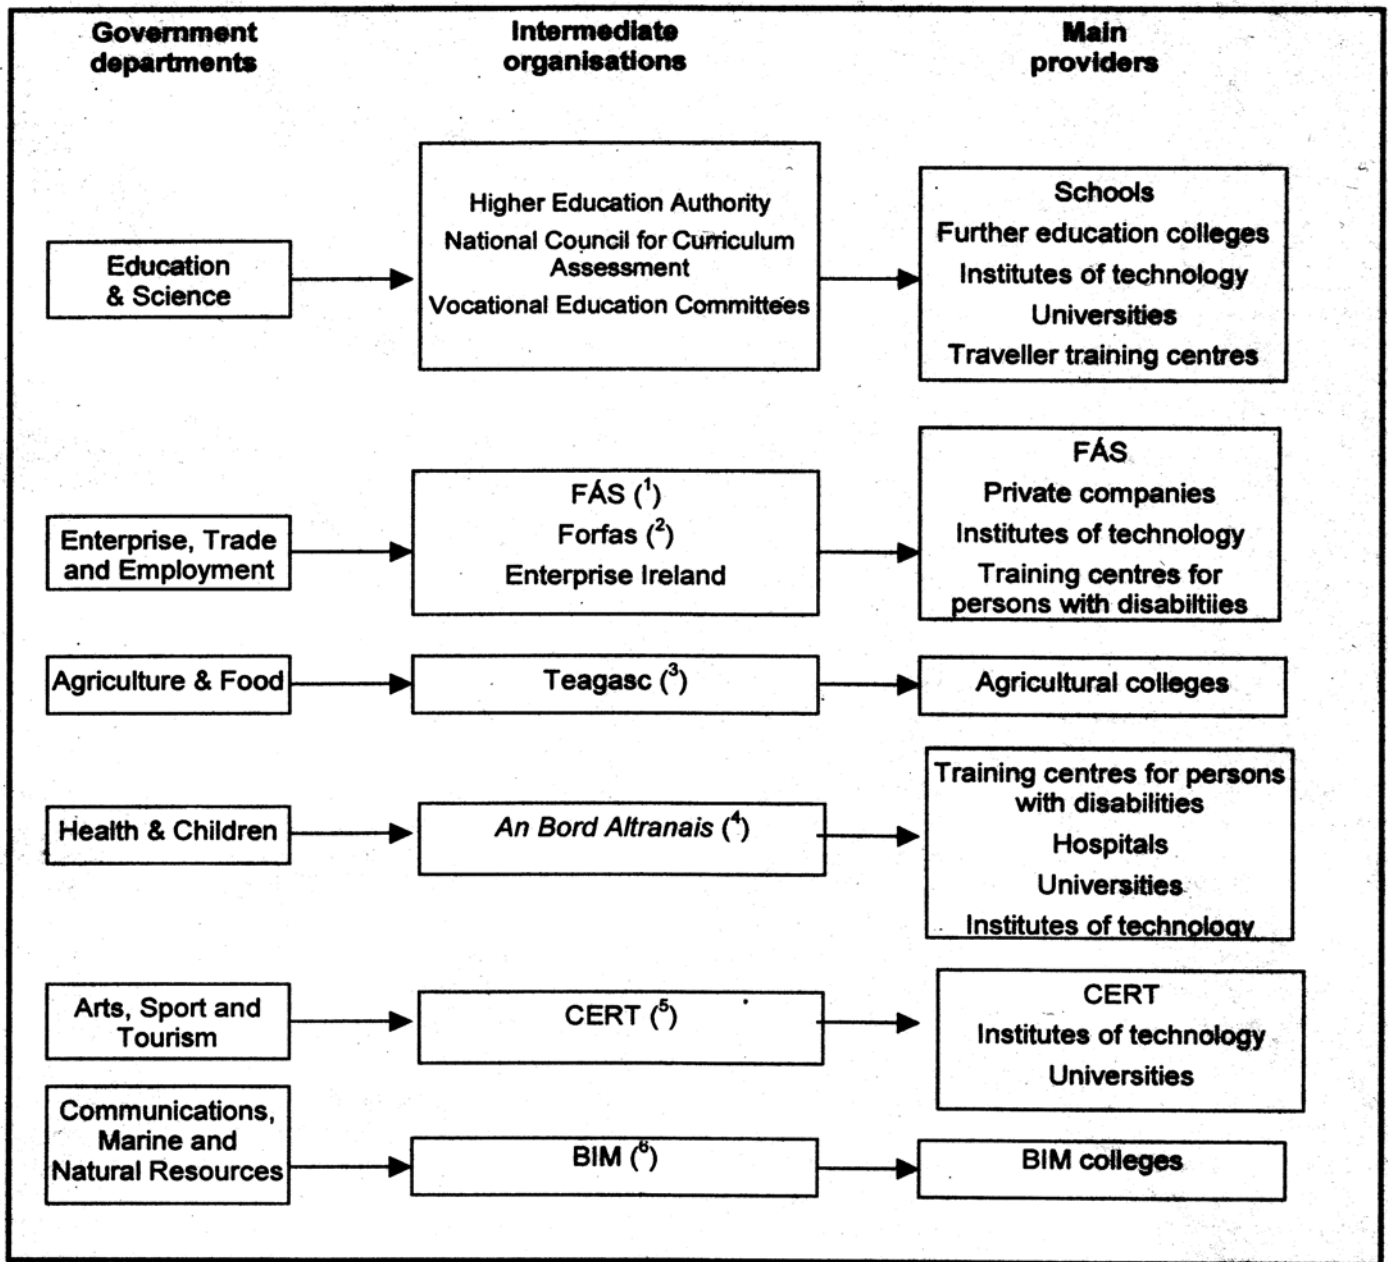 Government
departments
Intermediate
organisations
Main
providers
Education
& Science
Higher Education Authority
National Council for Curriculum
Assessment
Vocational Education Committees
Schools
Further education colleges
Institutes of technology
Universities
Traveller training centres
Enterprise, Trade
and Employment
FÁS (¹)
Forfas (²)
Enterprise Ireland
FÁS
Private companies
Institutes of technology
Training centres for
persons with disabiltiies
Agriculture & Food
Teagasc (³)
Agricultural colleges
Health & Children
An Bord Altranais (⁴)
Training centres for persons
with disabilities
Hospitals
Universities
Institutes of technology
Arts, Sport and
Tourism
CERT (⁵)
CERT
Institutes of technology
Universities
Communications,
Marine and
Natural Resources
BIM (⁶)
BIM colleges